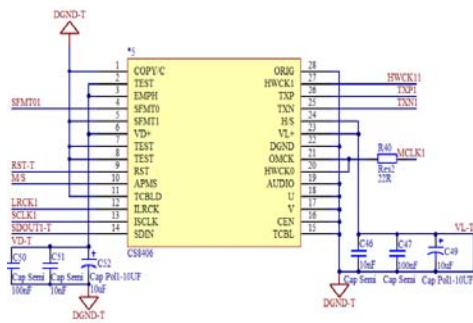 DGND-T
*5
1 COPY/C ORIG 28
2 TEST HWCK1 27 HWCK11
3 EMPH TXP 26 TXP1
SFMT01 4 SFMT0 TXN 25 TXN1
5 SFMT1 H/S 24
6 VD+ VL+ 23
7 TEST DGND 22
8 TEST OMCK 21 R40 MCLK1
RST-T 9 RST HWCK0 20 Res2
M/S 10 APMS AUDIO 19 22R
11 TCBLD U 18
LRCK1 12 ILRCK V 17
SCLK1 13 ISCLK CEN 16
SDOUT1-T 14 SDIN TCBL 15
CS8406
VD-T VL-T
C50 C51 C52 C46 C47 C49
Cap Semi Cap Semi Cap Pol1-10UF 10nF 100nF 10uF
100nF 10nF 10uF Cap Semi Cap Semi Cap Pol1-10UF
DGND-T DGND-T